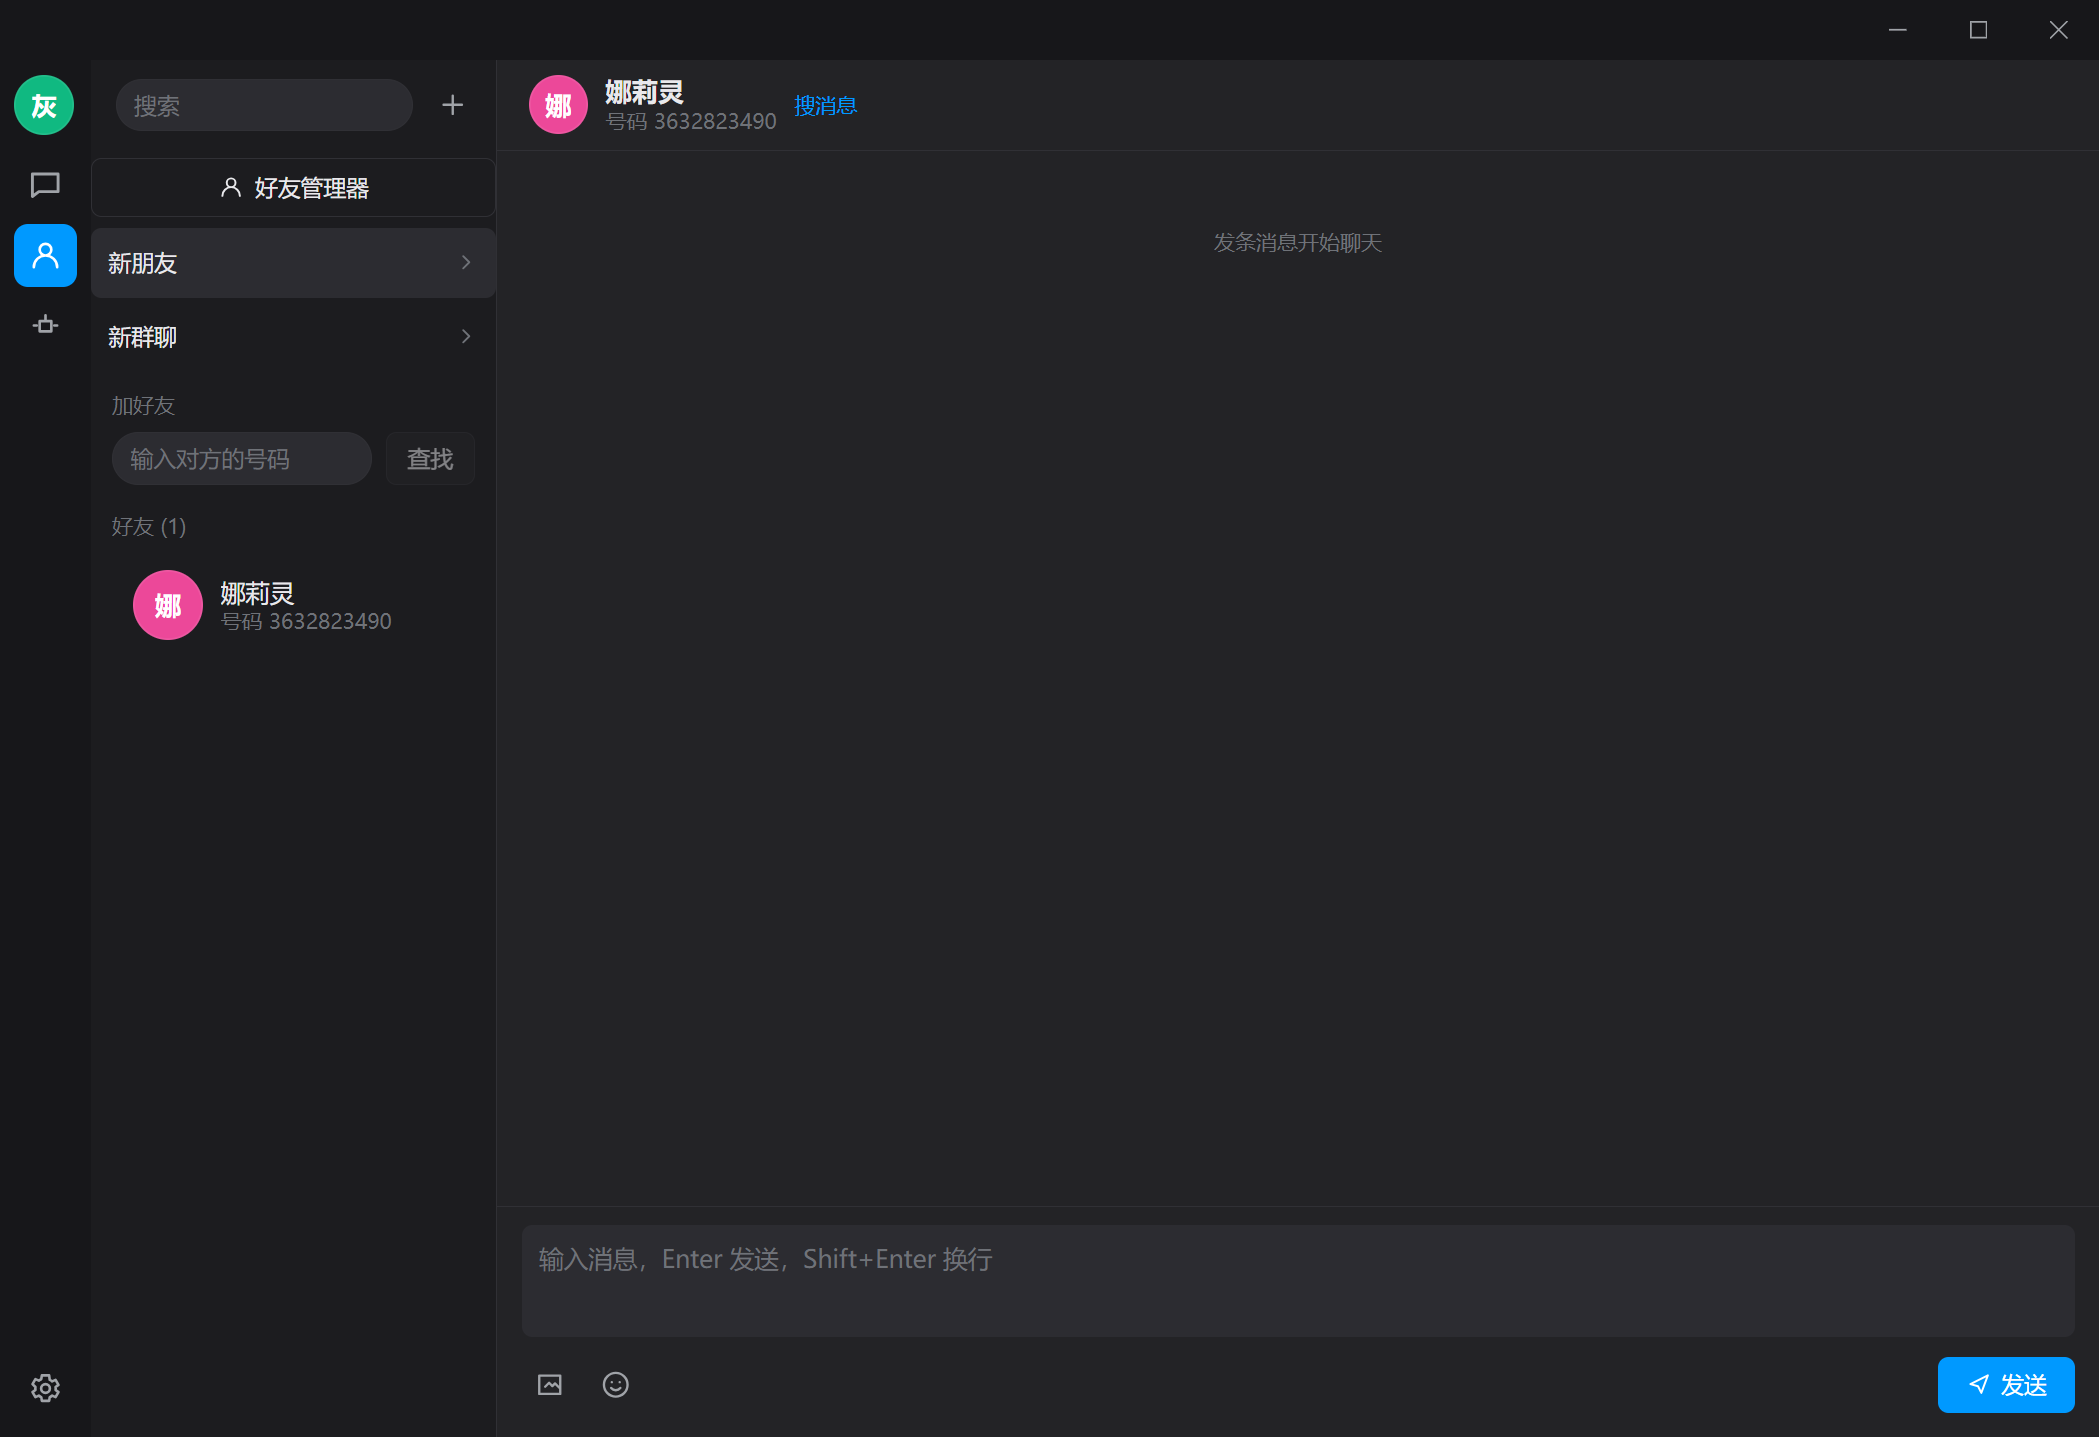 灰
搜索
好友管理器
新朋友
新群聊
加好友
输入对方的号码
查找
好友 (1)
娜
娜莉灵
号码 3632823490
娜
娜莉灵
号码 3632823490
搜消息
发条消息开始聊天
输入消息，Enter 发送，Shift+Enter 换行
发送